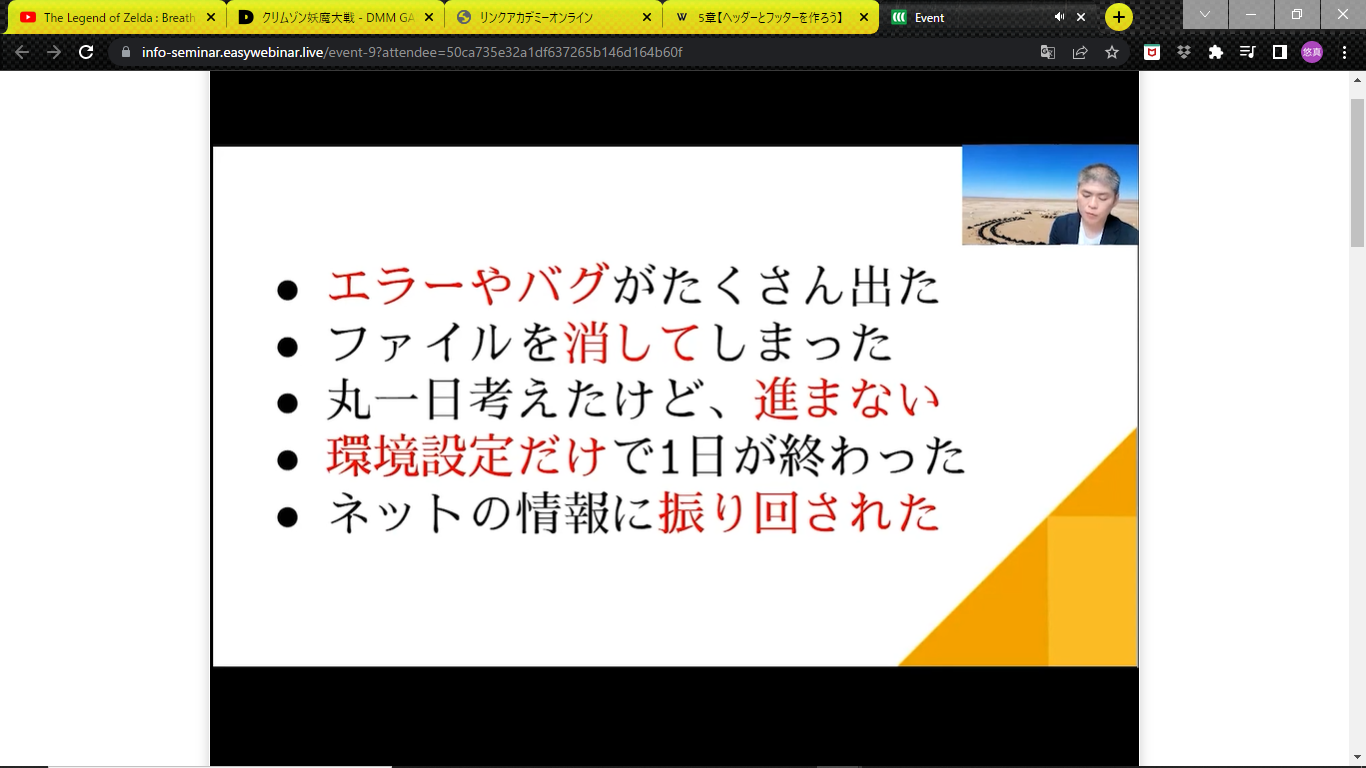 The Legend of Zelda : Breath
クリムゾン妖魔大戦 - DMM GA
リンクアカデミーオンライン
5章【ヘッダーとフッターを作ろう】
Event
info-seminar.easywebinar.live/event-9?attendee=50ca735e32a1df637265b146d164b60f
悠真
● エラーやバグがたくさん出た
● ファイルを消してしまった
● 丸一日考えたけど、進まない
● 環境設定だけで1日が終わった
● ネットの情報に振り回された